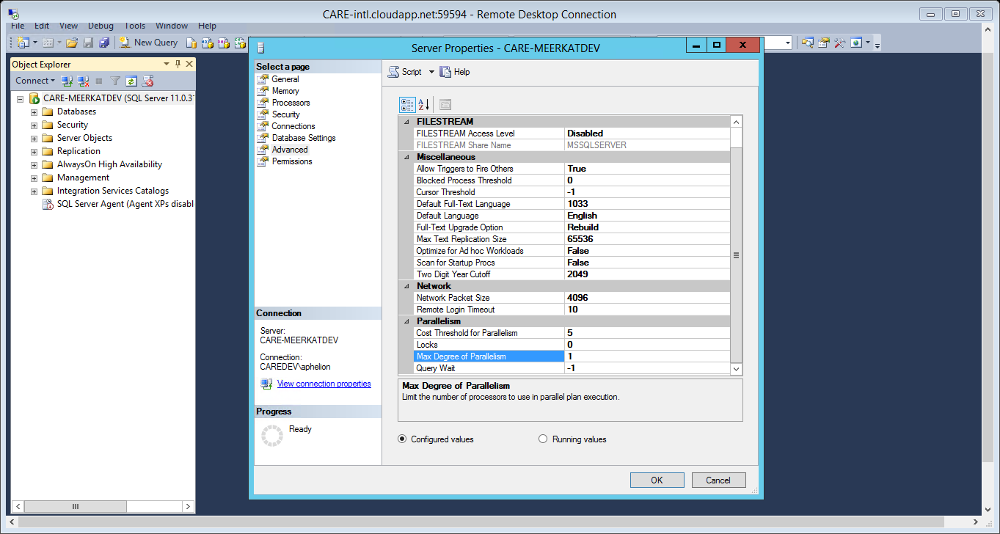 CARE-intl.cloudapp.net:59594 - Remote Desktop Connection
File Edit View Debug Tools Window Help
New Query
Object Explorer
Connect
CARE-MEERKATDEV (SQL Server 11.0.31
Databases
Security
Server Objects
Replication
AlwaysOn High Availability
Management
Integration Services Catalogs
SQL Server Agent (Agent XPs disabl
Server Properties - CARE-MEERKATDEV
Select a page
General
Memory
Processors
Security
Connections
Database Settings
Advanced
Permissions
Connection
Server:
CARE-MEERKATDEV
Connection:
CAREDEV\aphelion
View connection properties
Progress
Ready
Script Help
FILESTREAM
FILESTREAM Access Level Disabled
FILESTREAM Share Name MSSQLSERVER
Miscellaneous
Allow Triggers to Fire Others True
Blocked Process Threshold 0
Cursor Threshold -1
Default Full-Text Language 1033
Default Language English
Full-Text Upgrade Option Rebuild
Max Text Replication Size 65536
Optimize for Ad hoc Workloads False
Scan for Startup Procs False
Two Digit Year Cutoff 2049
Network
Network Packet Size 4096
Remote Login Timeout 10
Parallelism
Cost Threshold for Parallelism 5
Locks 0
Max Degree of Parallelism 1
Query Wait -1
Max Degree of Parallelism
Limit the number of processors to use in parallel plan execution.
Configured values Running values
OK Cancel